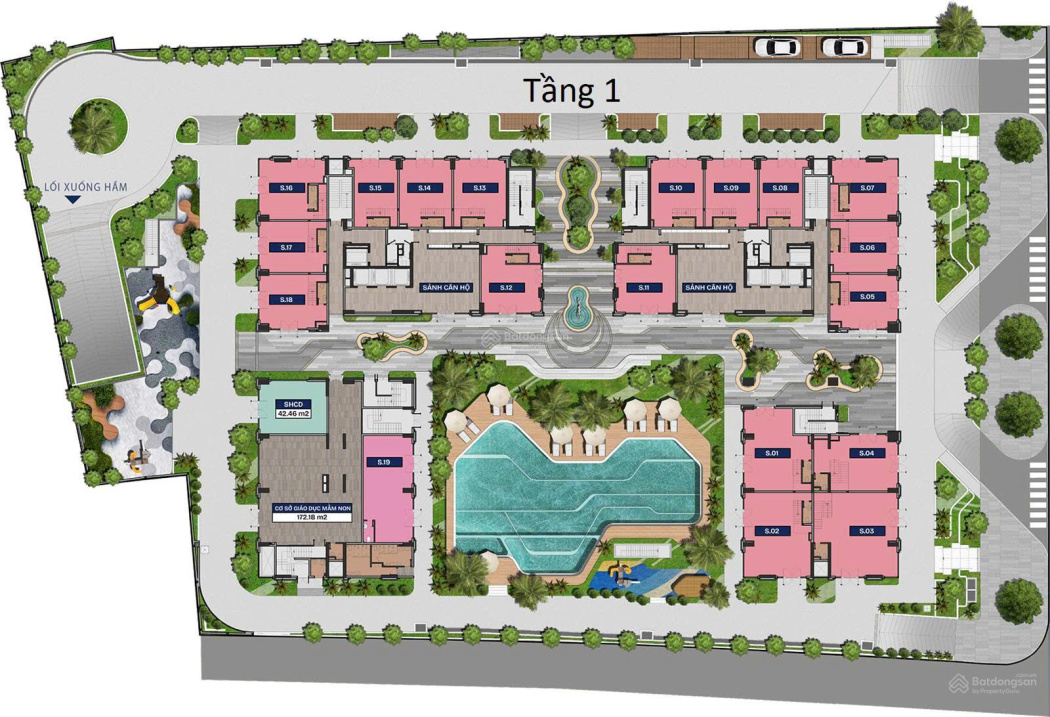 Tầng 1
LỐI XUỐNG HẦM
S.16
S.15
S.14
S.13
S.10
S.09
S.08
S.07
S.17
S.06
S.18
SẢNH CĂN HỘ
S.12
S.11
SẢNH CĂN HỘ
S.05
Batdongsan
SHCD
42.46 m2
S.19
S.01
S.04
CƠ SỞ GIÁO DỤC MẦM NON
172.18 m2
S.02
S.03
Batdongsan
by PropertyGuru